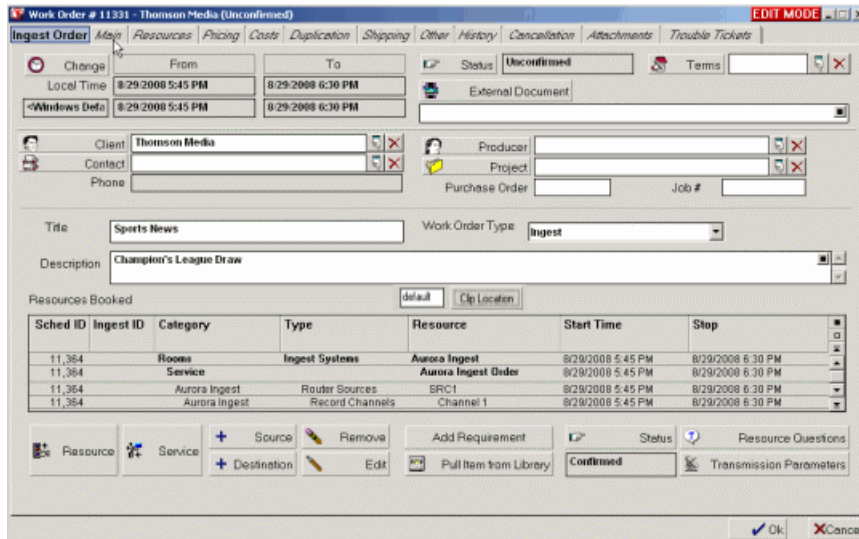 Work Order # 11331 - Thomson Media (Unconfirmed) EDIT MODE
Ingest Order Main Resources Pricing Costs Duplication Shipping Other History Cancellation Attachments Trouble Tickets
Change From To Status Unconfirmed Terms
Local Time 8/29/2008 5:45 PM 8/29/2008 6:30 PM External Document
<Windows Defa 8/29/2008 5:45 PM 8/29/2008 6:30 PM
Client Thomson Media Producer
Contact Project
Phone Purchase Order Job #
Title Sports News Work Order Type Ingest
Description Champion's League Draw
Resources Booked default Clip Location
Sched ID Ingest ID Category Type Resource Start Time Stop
11,364 Rooms Ingest Systems Aurora Ingest 8/29/2008 5:45 PM 8/29/2008 6:30 PM
11,364 Service Aurora Ingest Order 8/29/2008 5:45 PM 8/29/2008 6:30 PM
11,364 Aurora Ingest Router Sources SRC1 8/29/2008 5:45 PM 8/29/2008 6:30 PM
11,364 Aurora Ingest Record Channels Channel 1 8/29/2008 5:45 PM 8/29/2008 6:30 PM
Resource Service + Source Remove Add Requirement Status Resource Questions
+ Destination Edit Pull Item from Library Confirmed Transmission Parameters
Ok Cance